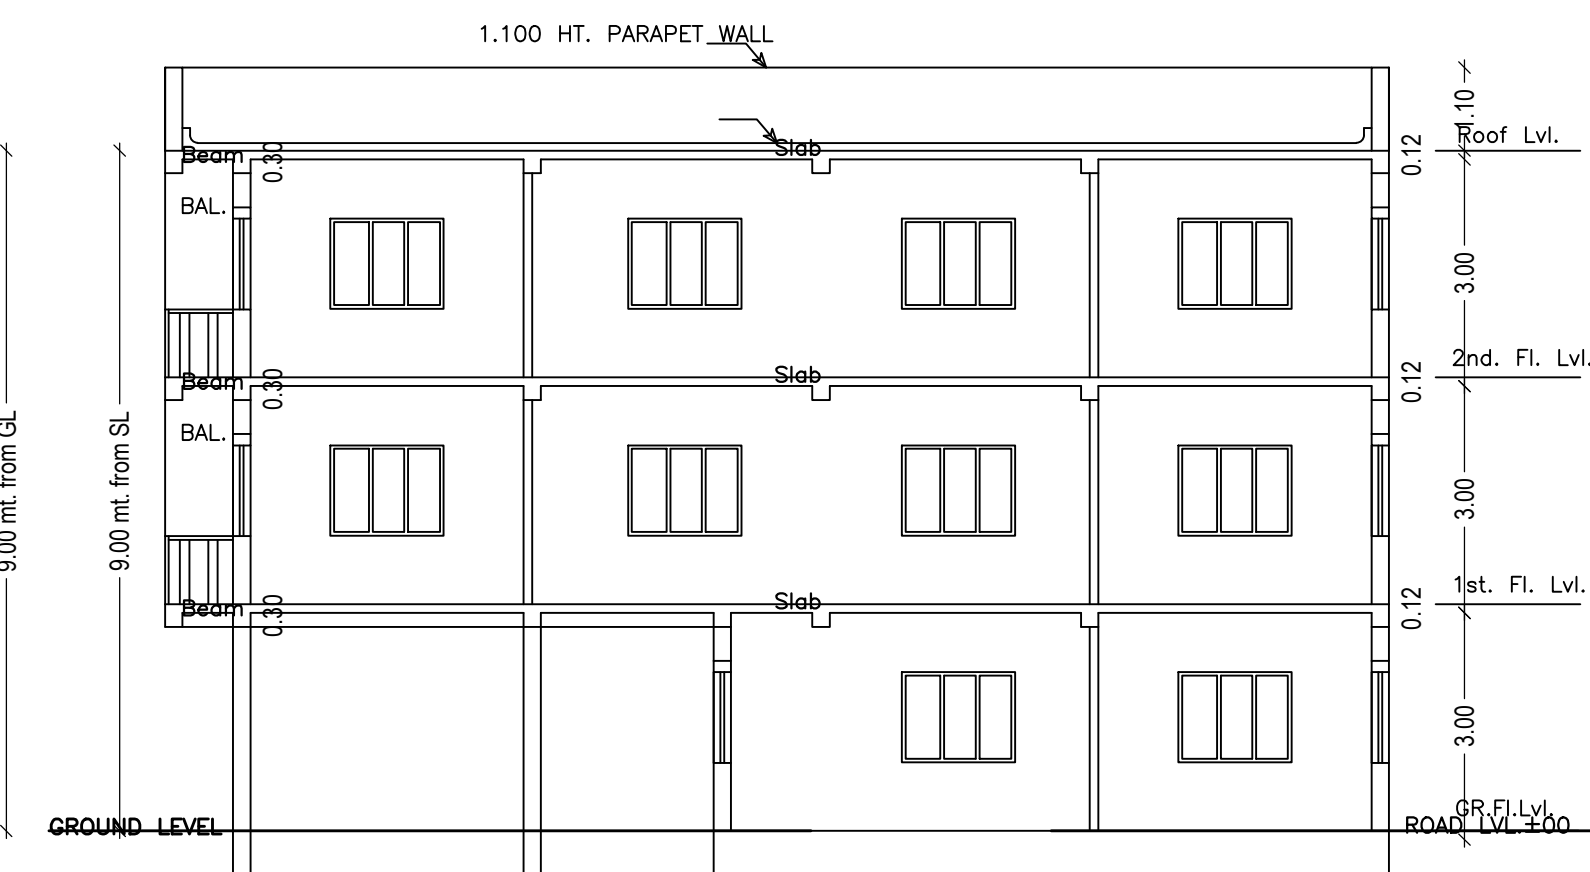 1.100 HT. PARAPET WALL
1.10
Roof Lvl.
Beam
0.30
Slab
0.12
BAL.
3.00
2nd. Fl. Lvl.
Beam
0.30
Slab
0.12
BAL.
9.00 mt. from GL
9.00 mt. from SL
3.00
1st. Fl. Lvl.
Beam
0.30
Slab
0.12
3.00
GR.Fl.Lvl.
GROUND LEVEL
ROAD LVL.±00